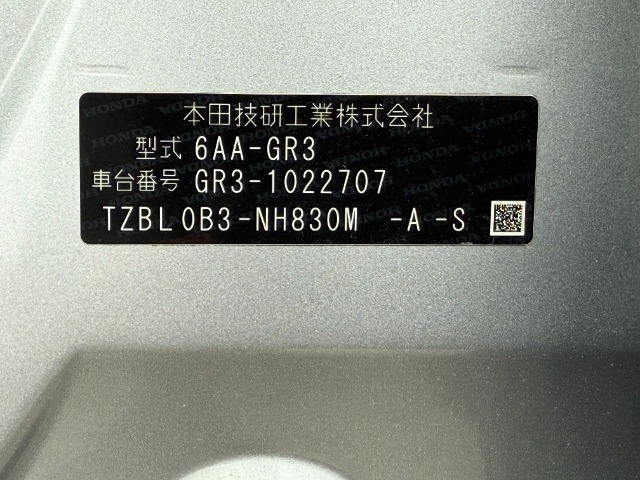 本田技研工業株式会社
型式 6AA-GR3
車台番号 GR3-1022707
TZBL0B3-NH830M -A-S